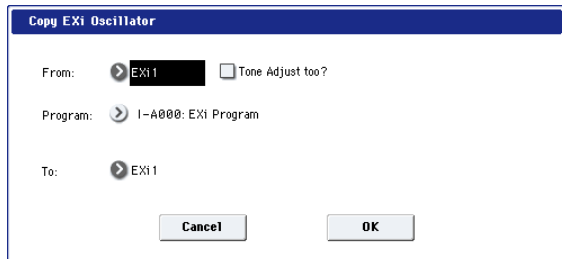 Copy EXi Oscillator
From: EXi1 Tone Adjust too?
Program: I-A000: EXi Program
To: EXi1
Cancel OK